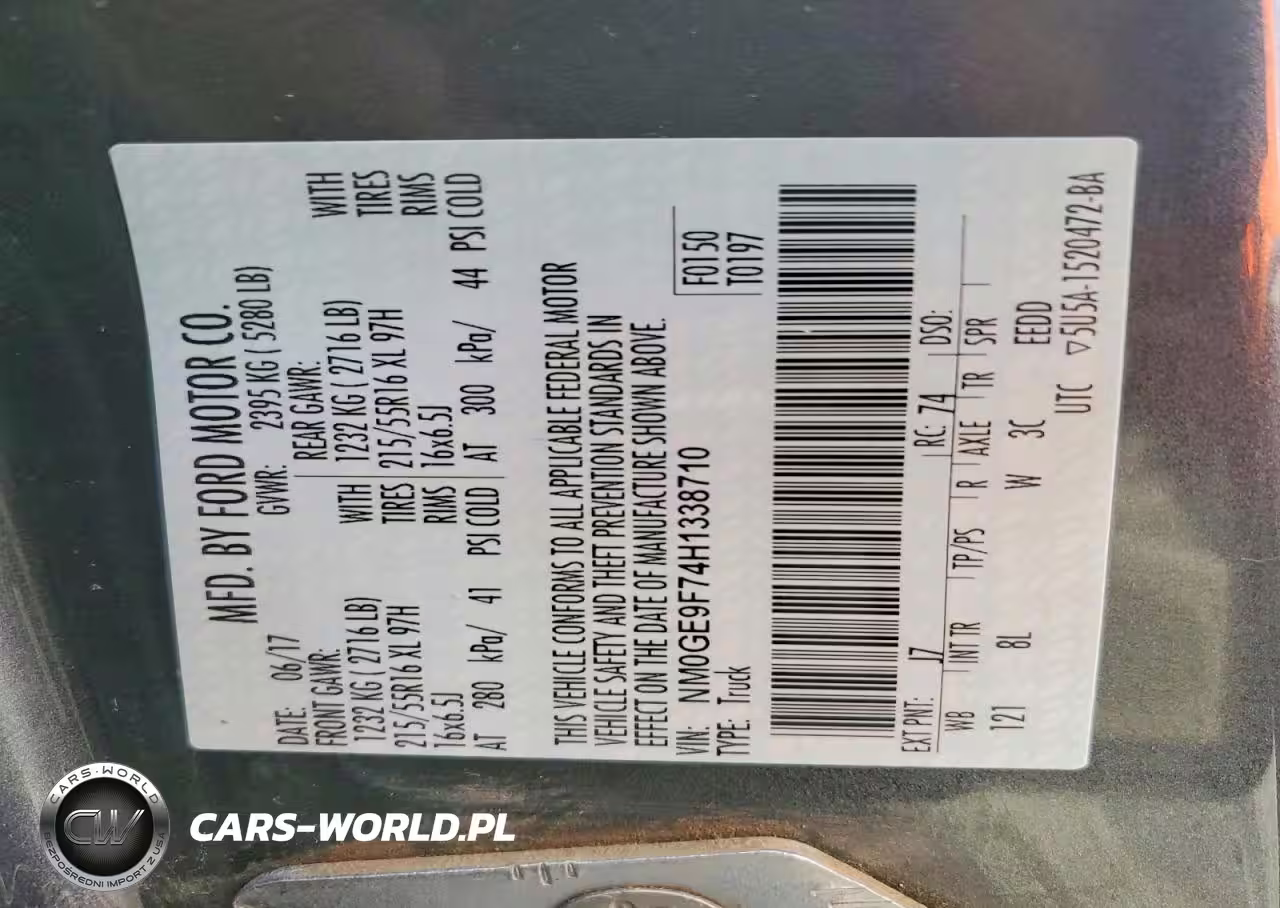 MFD. BY FORD MOTOR CO.
DATE: 06/17 GVWR: 2395 KG ( 5280 LB)
FRONT GAWR: REAR GAWR:
1232 KG ( 2716 LB) WITH 1232 KG ( 2716 LB) WITH
215/55R16 XL 97H TIRES 215/55R16 XL 97H TIRES
16x6.5J RIMS 16x6.5J RIMS
AT 280 kPa/ 41 PSI COLD AT 300 kPa/ 44 PSI COLD
THIS VEHICLE CONFORMS TO ALL APPLICABLE FEDERAL MOTOR
VEHICLE SAFETY AND THEFT PREVENTION STANDARDS IN
EFFECT ON THE DATE OF MANUFACTURE SHOWN ABOVE.
VIN: NM0GE9F74H1338710 F0150
TYPE: Truck T0197
EXT PNT: J7 RC: 74 DSO:
WB INT TR TP/PS R AXLE TR SPR
121 8L W 3C EEDD
UTC ▽5U5A-1520472-BA
CARS-WORLD
CW
BEZPOŚREDNI IMPORT Z USA
CARS-WORLD.PL